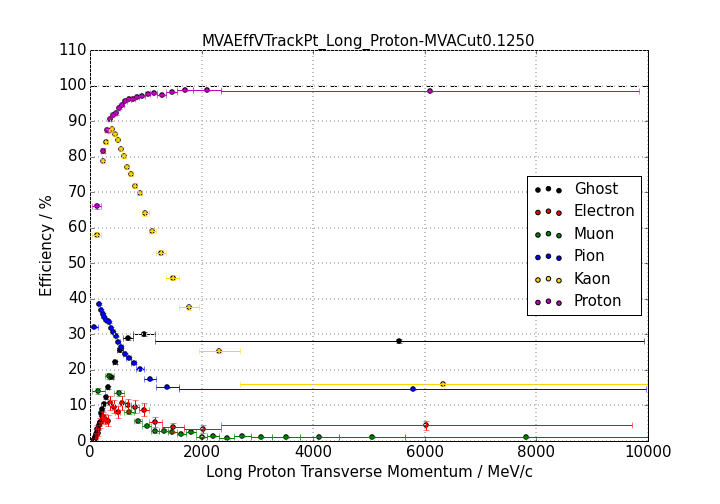 MVAEffVTrackPt_Long_Proton-MVACut0.1250
110
100
90
80
70
60
50
40
30
20
10
0
Efficiency / %
Ghost
Electron
Muon
Pion
Kaon
Proton
0 2000 4000 6000 8000 10000
Long Proton Transverse Momentum / MeV/c